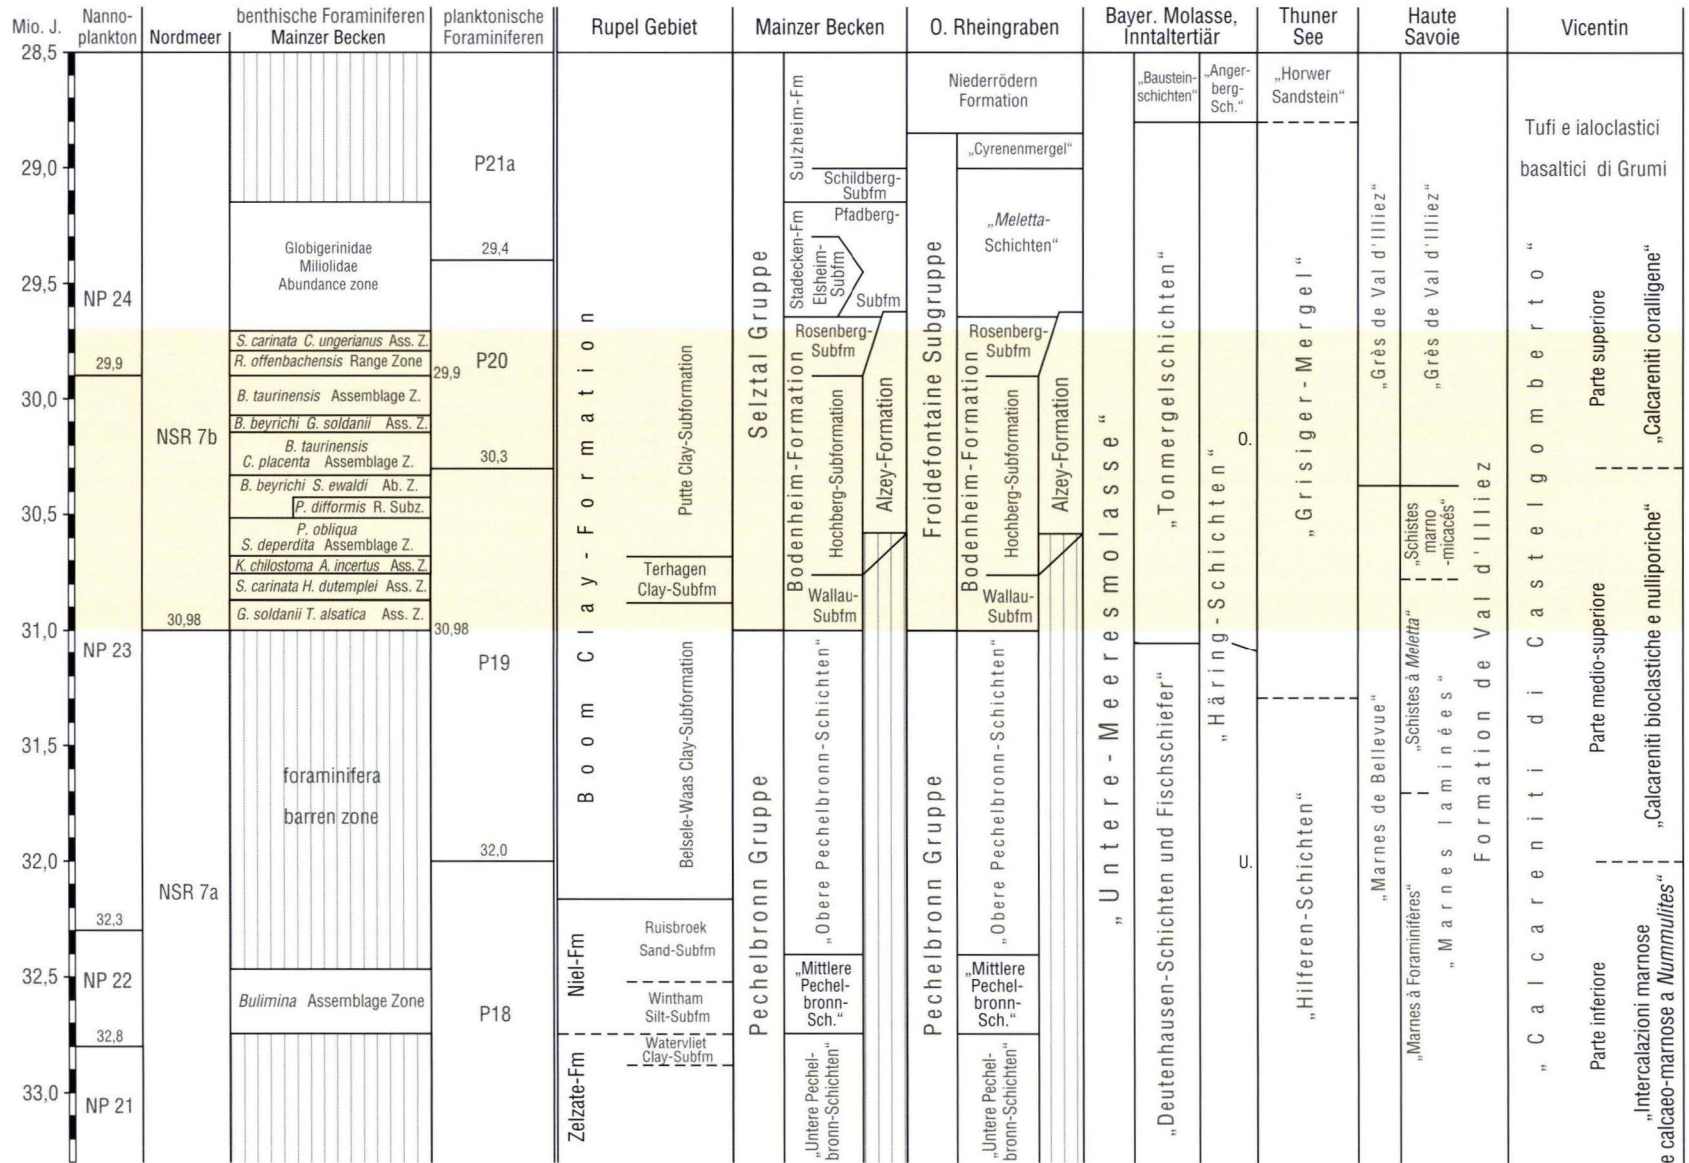 Mio. J.
Nanno-
plankton
Nordmeer
benthische Foraminiferen
Mainzer Becken
planktonische
Foraminiferen
Rupel Gebiet
Mainzer Becken
O. Rheingraben
Bayer. Molasse,
Inntaltertiär
Thuner
See
Haute
Savoie
Vicentin
28,5
29,0
29,5
30,0
30,5
31,0
31,5
32,0
32,5
33,0
NP 24
29,9
NP 23
32,3
NP 22
32,8
NP 21
NSR 7b
30,98
NSR 7a
Globigerinidae
Miliolidae
Abundance zone
S. carinata C. ungerianus Ass. Z.
R. offenbachensis Range Zone
B. taurinensis Assemblage Z.
B. beyrichi G. soldanii Ass. Z.
B. taurinensis
C. placenta Assemblage Z.
B. beyrichi S. ewaldi Ab. Z.
P. difformis R. Subz.
P. obliqua
S. deperdita Assemblage Z.
K. chilostoma A. incertus Ass. Z.
S. carinata H. dutemplei Ass. Z.
G. soldanii T. alsatica Ass. Z.
foraminifera
barren zone
Bulimina Assemblage Zone
P21a
29,4
P20
29,9
30,3
30,98
P19
32,0
P18
Boom Clay-Formation
Putte Clay-Subformation
Terhagen
Clay-Subfm
Belsele-Waas Clay-Subformation
Niel-Fm
Ruisbroek
Sand-Subfm
Wintham
Silt-Subfm
Zelzate-Fm
Watervliet
Clay-Subfm
Selztal Gruppe
Sulzheim-Fm
Schildberg-
Subfm
Stadecken-Fm
Pfadberg-
Subfm
Elsheim-
Subfm
Bodenheim-Formation
Rosenberg-
Subfm
Hochberg-Subformation
Alzey-Formation
Wallau-
Subfm
Pechelbronn Gruppe
„Obere Pechelbronn-Schichten“
„Mittlere
Pechel-
bronn-
Sch.“
„Untere Pechel-
bronn-Schichten“
Niederrödern
Formation
„Cyrenenmergel“
„Meletta-
Schichten“
Froidefontaine Subgruppe
Bodenheim-Formation
Rosenberg-
Subfm
Hochberg-Subformation
Alzey-Formation
Wallau-
Subfm
Pechelbronn Gruppe
„Obere Pechelbronn-Schichten“
„Mittlere
Pechel-
bronn-
Sch.“
„Untere Pechel-
bronn-Schichten“
„Untere-Meeresmolasse“
„Baustein-
schichten“
„Tonmergelschichten“
„Deutenhausen-Schichten und Fischschiefer“
„Anger-
berg-
Sch.“
„Häring-Schichten“
O.
U.
„Horwer
Sandstein“
„Grisiger-Mergel“
„Hilferen-Schichten“
„Grès de Val d'Illiez“
„Marnes de Bellevue“
„Grès de Val d'Illiez“
„Schistes
marno
-micacés“
„Schistes à Meletta“
„Marnes à Foraminifères“
„Marnes laminées“
Formation de Val d'Illiez
Tufi e ialoclastici
basaltici di Grumi
„Calcareniti di Castelgomberto“
Parte superiore
„Calcareniti coralligene“
Parte medio-superiore
„Calcareniti bioclastiche e nulliporiche“
Parte inferiore
„Intercalazioni marnose
e calcaeo-marnose a Nummulites“